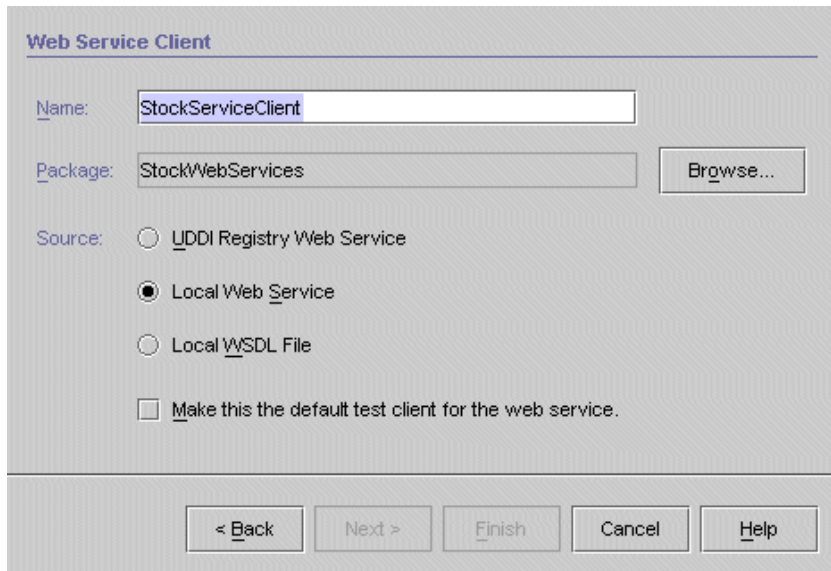 Web Service Client
Name: StockServiceClient
Package: StockWebServices Browse...
Source: UDDI Registry Web Service
Local Web Service
Local WSDL File
Make this the default test client for the web service.
< Back Next > Finish Cancel Help